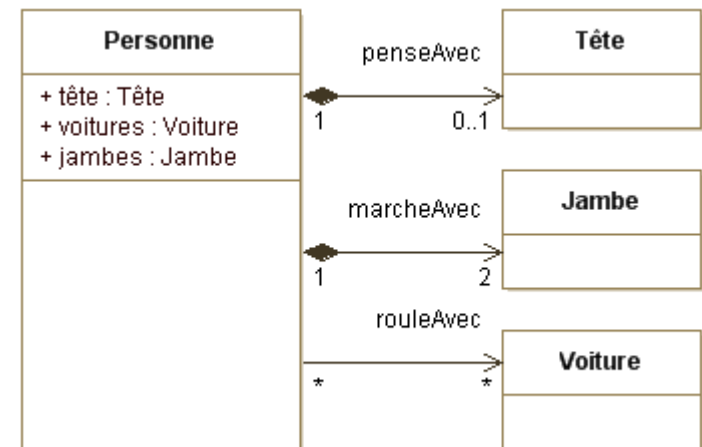 Personne
+ tête : Tête
+ voitures : Voiture
+ jambes : Jambe
penseAvec
1
0..1
Tête
marcheAvec
1
2
Jambe
rouleAvec
*
*
Voiture